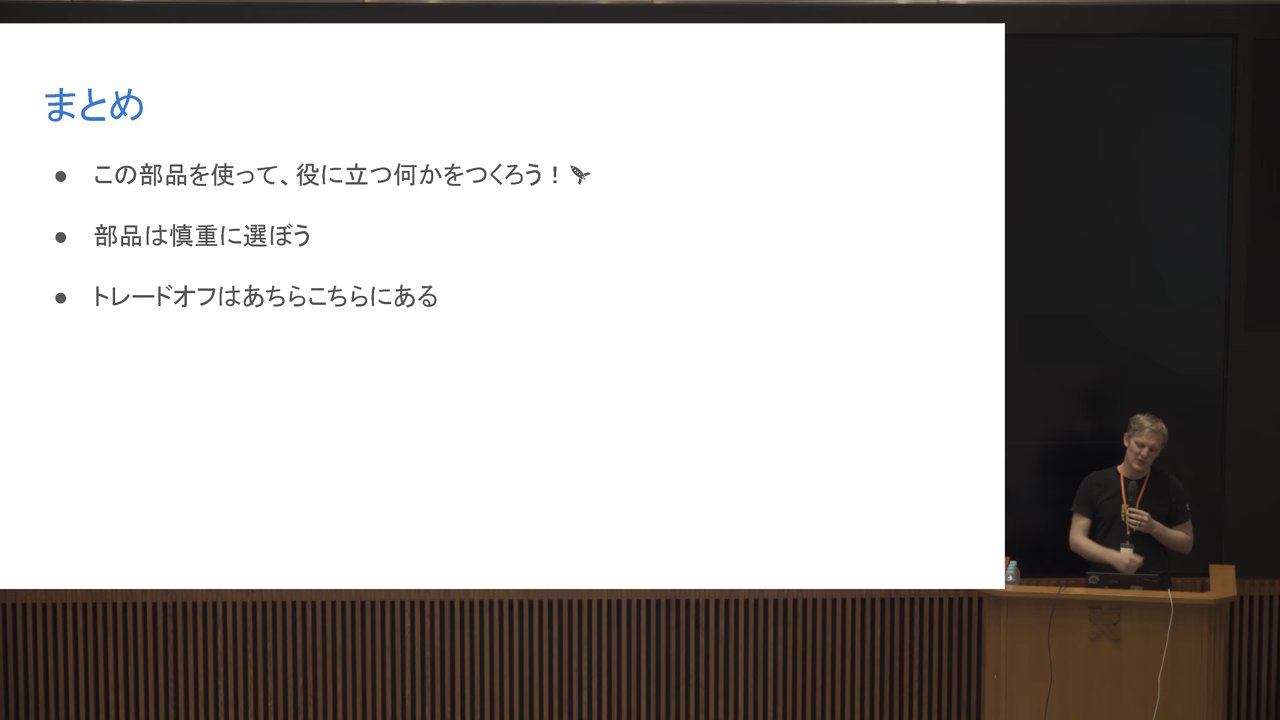 まとめ
● この部品を使って、役に立つ何かをつくろう！🚀
● 部品は慎重に選ぼう
● トレードオフはあちらこちらにある